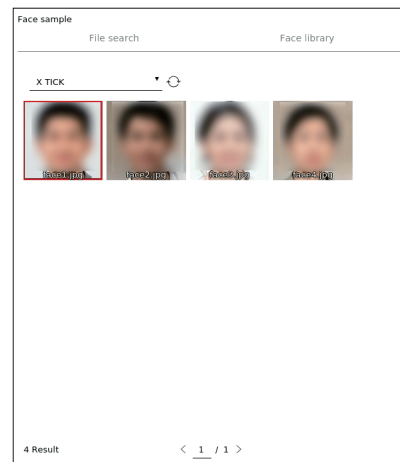 Face sample
File search Face library
X TICK
face1.jpg face2.jpg face3.jpg face4.jpg
4 Result 1 / 1